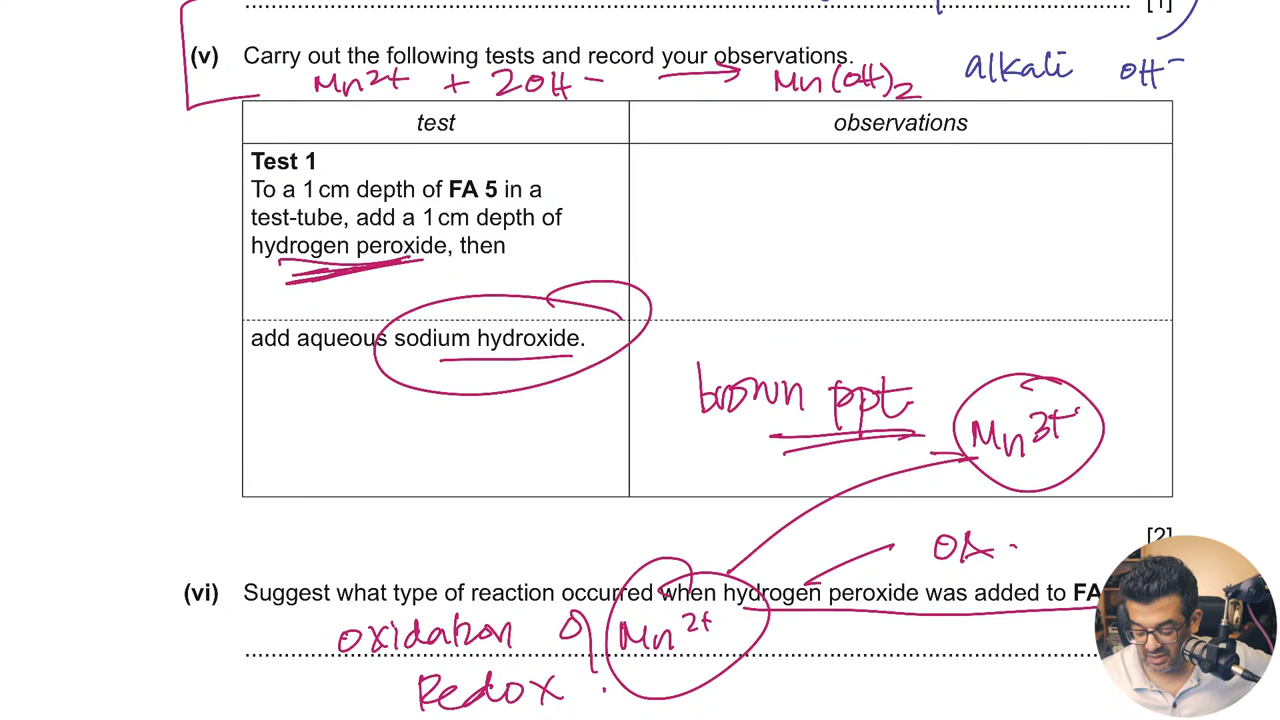 [1]
(v) Carry out the following tests and record your observations.
Mn2+ + 2OH− → Mn(OH)2
alkali OH−
test observations
Test 1
To a 1 cm depth of FA 5 in a
test-tube, add a 1 cm depth of
hydrogen peroxide, then
add aqueous sodium hydroxide.
brown ppt
Mn3+
[2]
OA.
(vi) Suggest what type of reaction occurred when hydrogen peroxide was added to FA
oxidation of Mn2+
Redox.